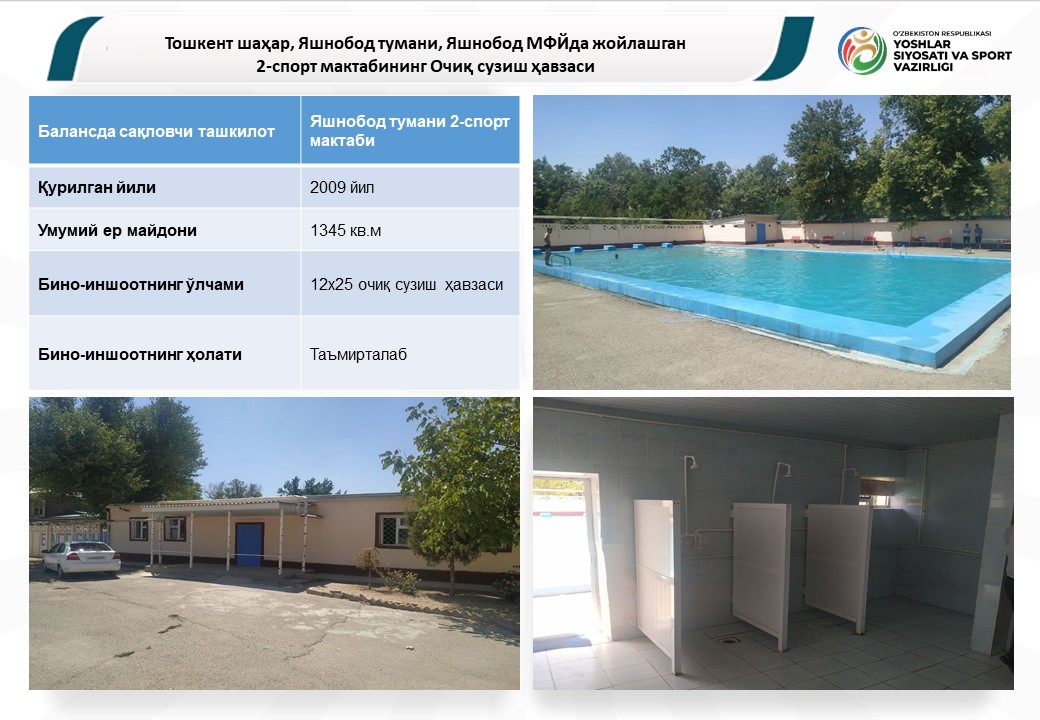 Тошкент шаҳар, Яшнобод тумани, Яшнобод МФЙда жойлашган
2-спорт мактабининг Очиқ сузиш ҳавзаси
O'ZBEKISTON RESPUBLIKASI
YOSHLAR
SIYOSATI VA SPORT
VAZIRLIGI
Балансда сақловчи ташкилот
Яшнобод тумани 2-спорт
мактаби
Қурилган йили
2009 йил
Умумий ер майдони
1345 кв.м
Бино-иншоотнинг ўлчами
12х25 очиқ сузиш ҳавзаси
Бино-иншоотнинг ҳолати
Таъмирталаб